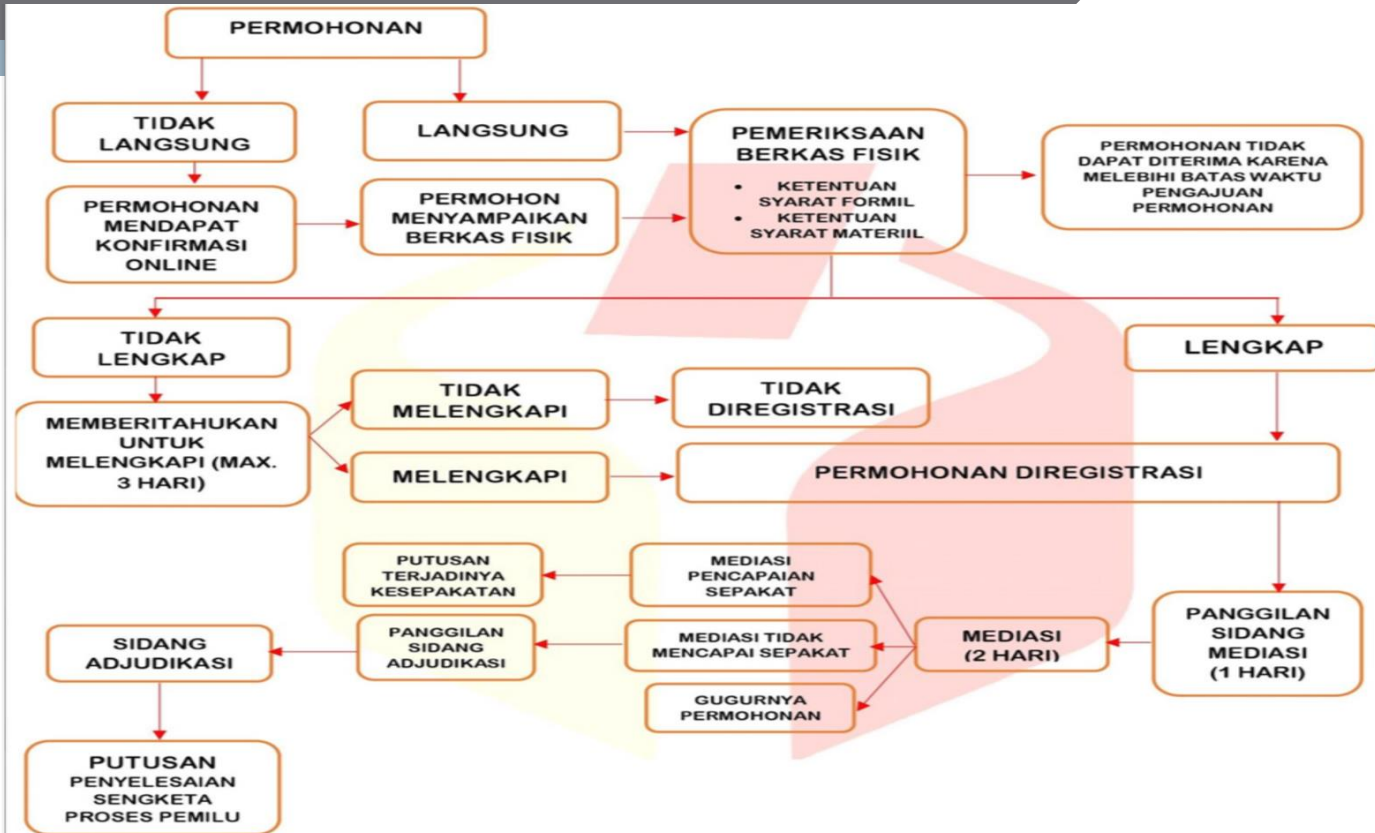 PERMOHONAN
TIDAK
LANGSUNG
LANGSUNG
PEMERIKSAAN
BERKAS FISIK
• KETENTUAN
SYARAT FORMIL
• KETENTUAN
SYARAT MATERIIL
PERMOHONAN TIDAK
DAPAT DITERIMA KARENA
MELEBIHI BATAS WAKTU
PENGAJUAN
PERMOHONAN
PERMOHONAN
MENDAPAT
KONFIRMASI
ONLINE
PERMOHON
MENYAMPAIKAN
BERKAS FISIK
TIDAK
LENGKAP
LENGKAP
MEMBERITAHUKAN
UNTUK
MELENGKAPI (MAX.
3 HARI)
TIDAK
MELENGKAPI
TIDAK
DIREGISTRASI
MELENGKAPI
PERMOHONAN DIREGISTRASI
PUTUSAN
TERJADINYA
KESEPAKATAN
MEDIASI
PENCAPAIAN
SEPAKAT
SIDANG
ADJUDIKASI
PANGGILAN
SIDANG
ADJUDIKASI
MEDIASI TIDAK
MENCAPAI SEPAKAT
MEDIASI
(2 HARI)
PANGGILAN
SIDANG
MEDIASI
(1 HARI)
GUGURNYA
PERMOHONAN
PUTUSAN
PENYELESAIAN
SENGKETA
PROSES PEMILU